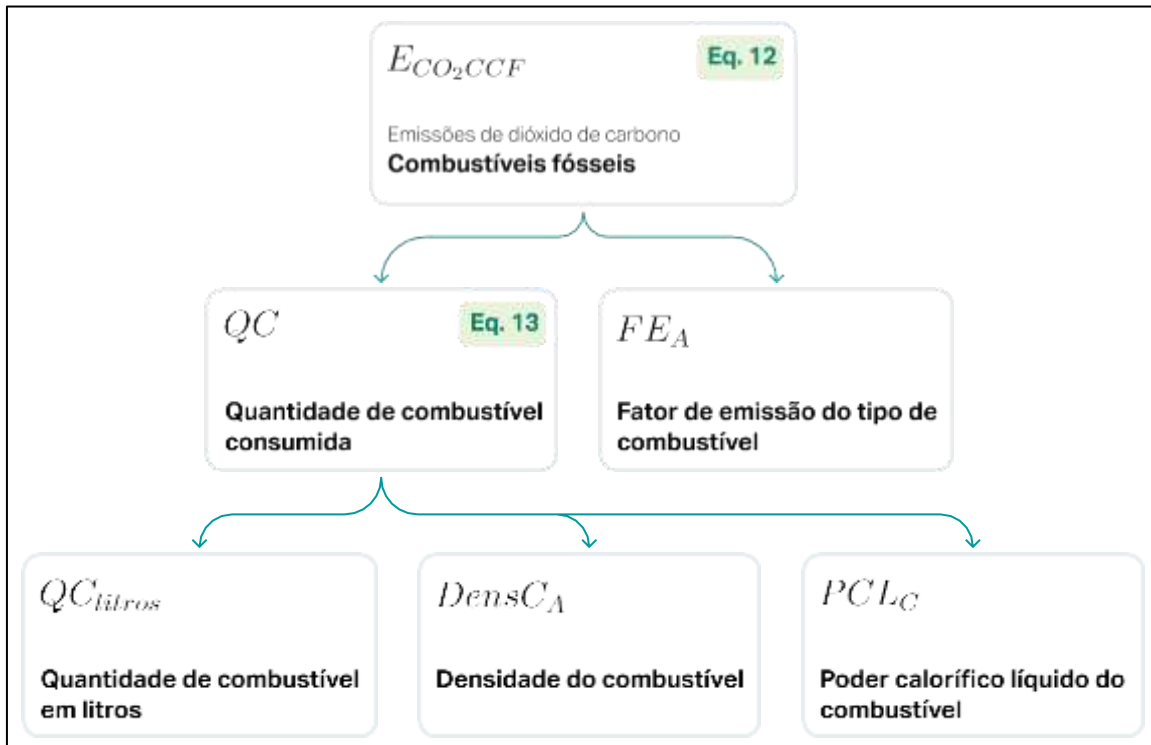 E_{CO_2CCF}
Eq. 12
Emissões de dióxido de carbono
Combustíveis fósseis
QC
Eq. 13
Quantidade de combustível
consumida
FE_A
Fator de emissão do tipo de
combustível
QC_{litros}
Quantidade de combustível
em litros
DensC_A
Densidade do combustível
PCL_C
Poder calorífico líquido do
combustível